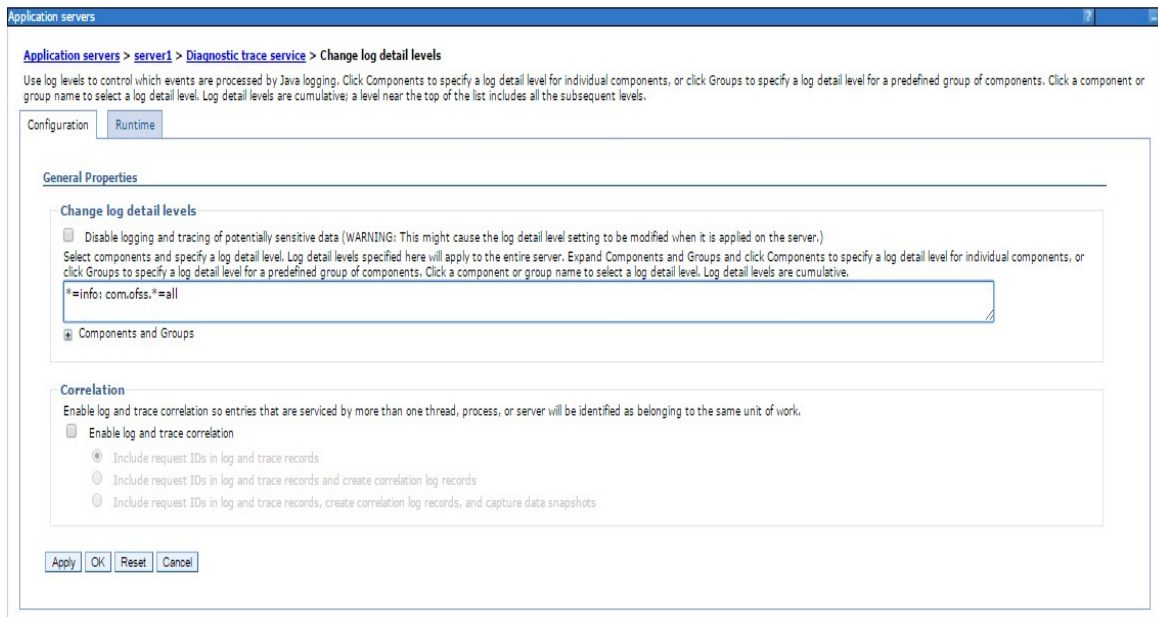 Application servers
?
Application servers > server1 > Diagnostic trace service > Change log detail levels
Use log levels to control which events are processed by Java logging. Click Components to specify a log detail level for individual components, or click Groups to specify a log detail level for a predefined group of components. Click a component or
group name to select a log detail level. Log detail levels are cumulative; a level near the top of the list includes all the subsequent levels.
Configuration Runtime
General Properties
Change log detail levels
Disable logging and tracing of potentially sensitive data (WARNING: This might cause the log detail level setting to be modified when it is applied on the server.)
Select components and specify a log detail level. Log detail levels specified here will apply to the entire server. Expand Components and Groups and click Components to specify a log detail level for individual components, or
click Groups to specify a log detail level for a predefined group of components. Click a component or group name to select a log detail level. Log detail levels are cumulative.
*=info: com.ofss.*=all
Components and Groups
Correlation
Enable log and trace correlation so entries that are serviced by more than one thread, process, or server will be identified as belonging to the same unit of work.
Enable log and trace correlation
Include request IDs in log and trace records
Include request IDs in log and trace records and create correlation log records
Include request IDs in log and trace records, create correlation log records, and capture data snapshots
Apply OK Reset Cancel